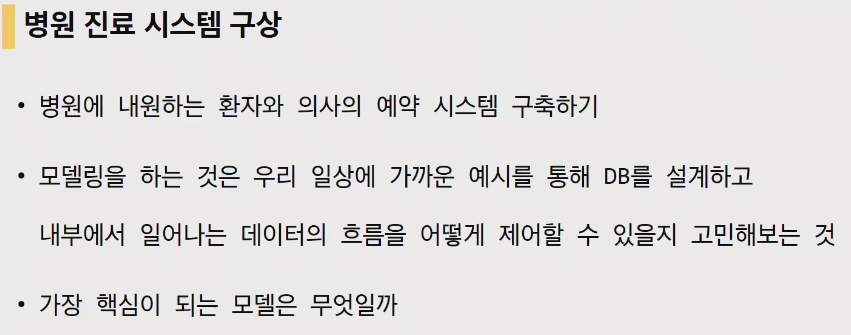 병원 진료 시스템 구상
• 병원에 내원하는 환자와 의사의 예약 시스템 구축하기
• 모델링을 하는 것은 우리 일상에 가까운 예시를 통해 DB를 설계하고
내부에서 일어나는 데이터의 흐름을 어떻게 제어할 수 있을지 고민해보는 것
• 가장 핵심이 되는 모델은 무엇일까